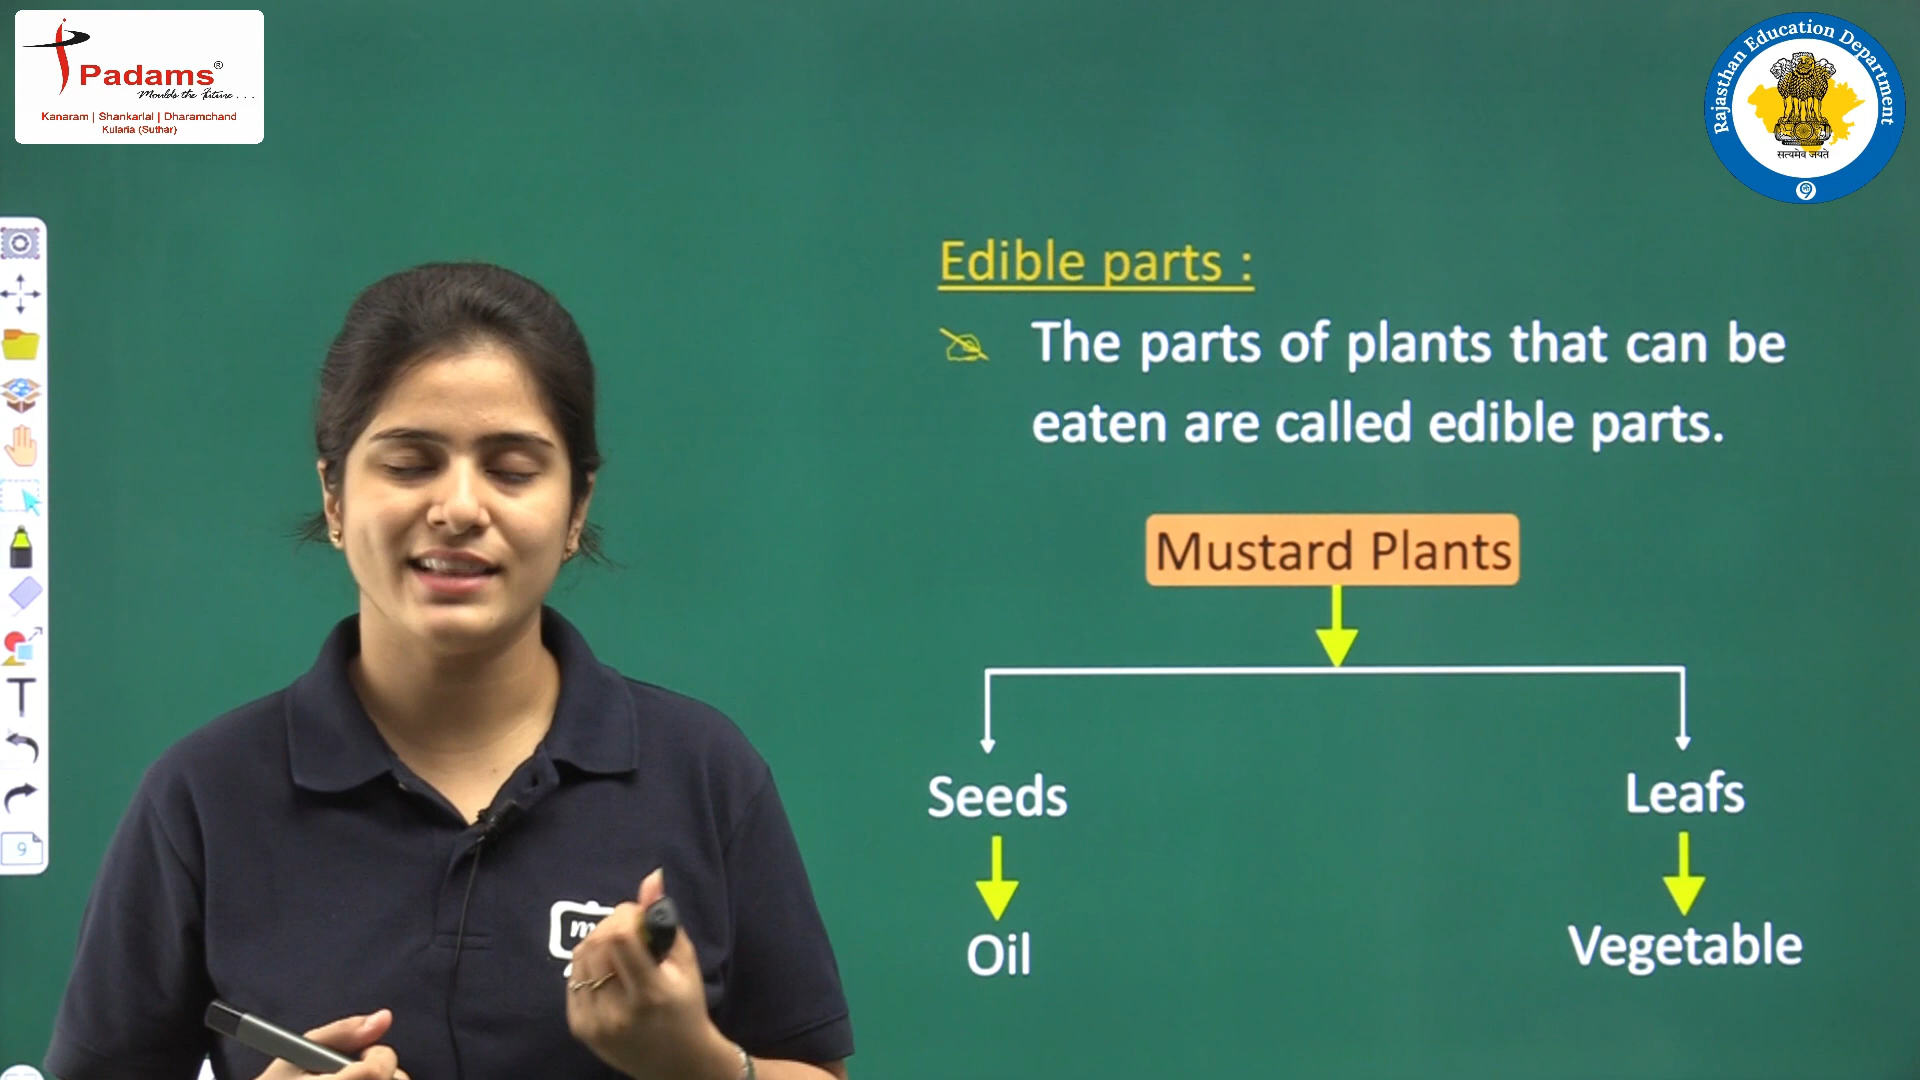 Padams®
Moulds the Future . . .
Kanaram | Shankarlal | Dharamchand
Kularia (Suthar)
Rajasthan Education Department
सत्यमेव जयते
Edible parts :
The parts of plants that can be
eaten are called edible parts.
Mustard Plants
Seeds
Leafs
Oil
Vegetable
T
9